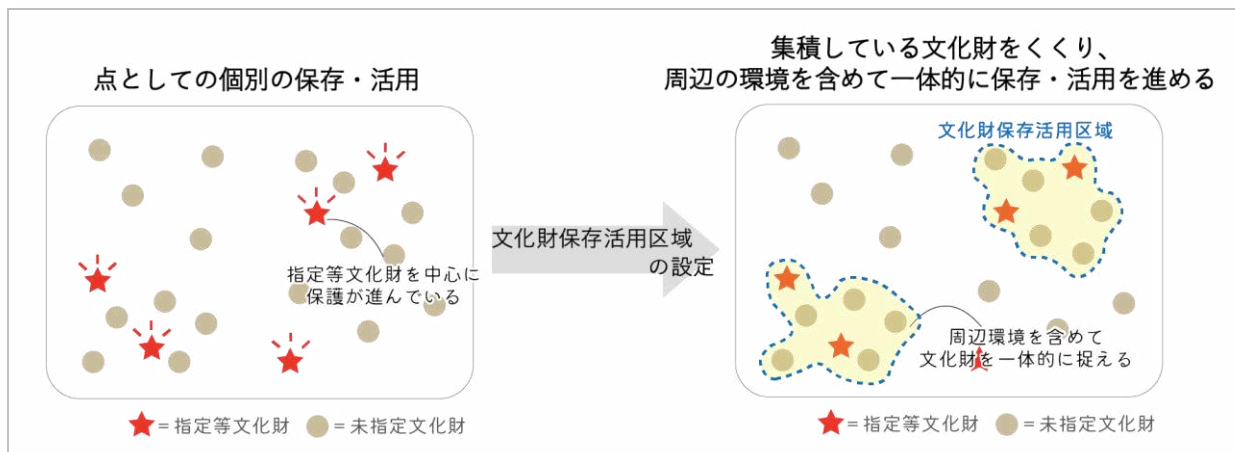 点としての個別の保存・活用
指定等文化財を中心に
保護が進んでいる
★=指定等文化財 ●=未指定文化財
文化財保存活用区域
の設定
集積している文化財をくくり、
周辺の環境を含めて一体的に保存・活用を進める
文化財保存活用区域
周辺環境を含めて
文化財を一体的に捉える
★=指定等文化財 ●=未指定文化財